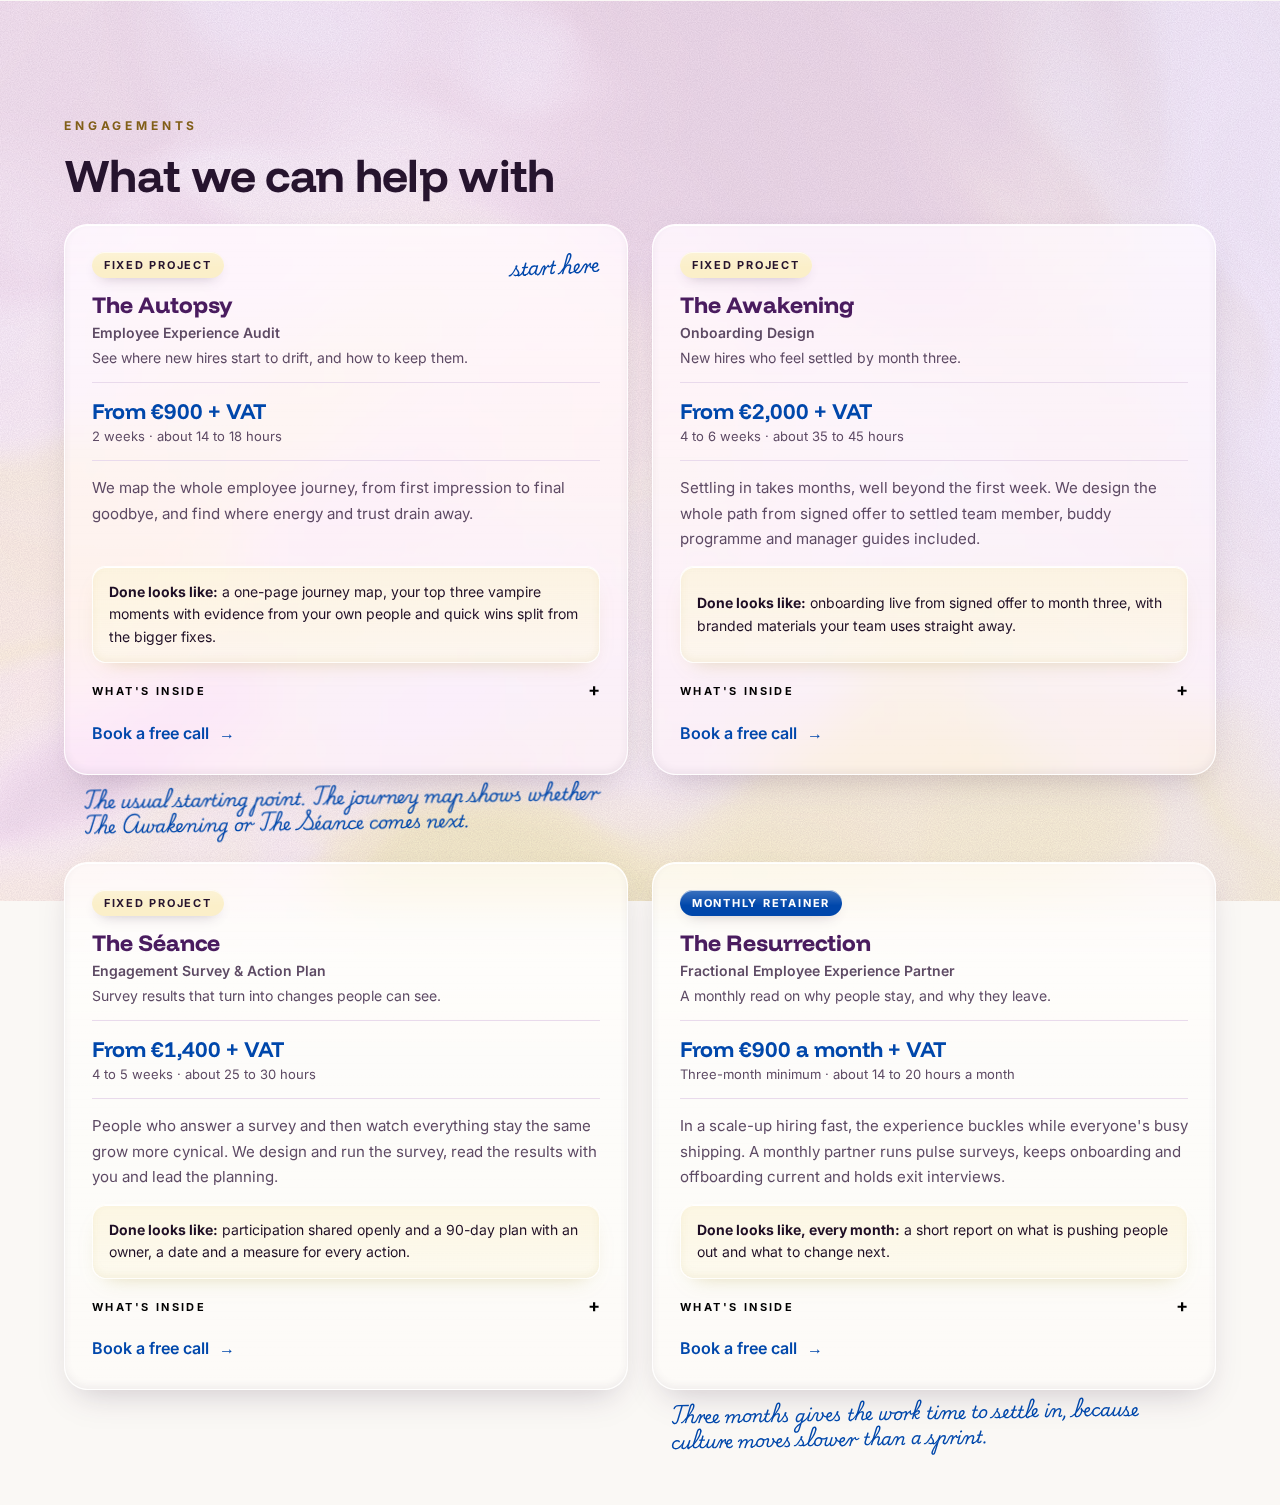 ENGAGEMENTS
What we can help with
FIXED PROJECT
start here
The Autopsy
Employee Experience Audit
See where new hires start to drift, and how to keep them.
From €900 + VAT
2 weeks · about 14 to 18 hours
We map the whole employee journey, from first impression to final
goodbye, and find where energy and trust drain away.
Done looks like: a one-page journey map, your top three vampire
moments with evidence from your own people and quick wins split from
the bigger fixes.
WHAT'S INSIDE +
Book a free call →
The usual starting point. The journey map shows whether
The Awakening or The Séance comes next.
FIXED PROJECT
The Awakening
Onboarding Design
New hires who feel settled by month three.
From €2,000 + VAT
4 to 6 weeks · about 35 to 45 hours
Settling in takes months, well beyond the first week. We design the
whole path from signed offer to settled team member, buddy
programme and manager guides included.
Done looks like: onboarding live from signed offer to month three, with
branded materials your team uses straight away.
WHAT'S INSIDE +
Book a free call →
FIXED PROJECT
The Séance
Engagement Survey & Action Plan
Survey results that turn into changes people can see.
From €1,400 + VAT
4 to 5 weeks · about 25 to 30 hours
People who answer a survey and then watch everything stay the same
grow more cynical. We design and run the survey, read the results with
you and lead the planning.
Done looks like: participation shared openly and a 90-day plan with an
owner, a date and a measure for every action.
WHAT'S INSIDE +
Book a free call →
MONTHLY RETAINER
The Resurrection
Fractional Employee Experience Partner
A monthly read on why people stay, and why they leave.
From €900 a month + VAT
Three-month minimum · about 14 to 20 hours a month
In a scale-up hiring fast, the experience buckles while everyone's busy
shipping. A monthly partner runs pulse surveys, keeps onboarding and
offboarding current and holds exit interviews.
Done looks like, every month: a short report on what is pushing people
out and what to change next.
WHAT'S INSIDE +
Book a free call →
Three months gives the work time to settle in, because
culture moves slower than a sprint.